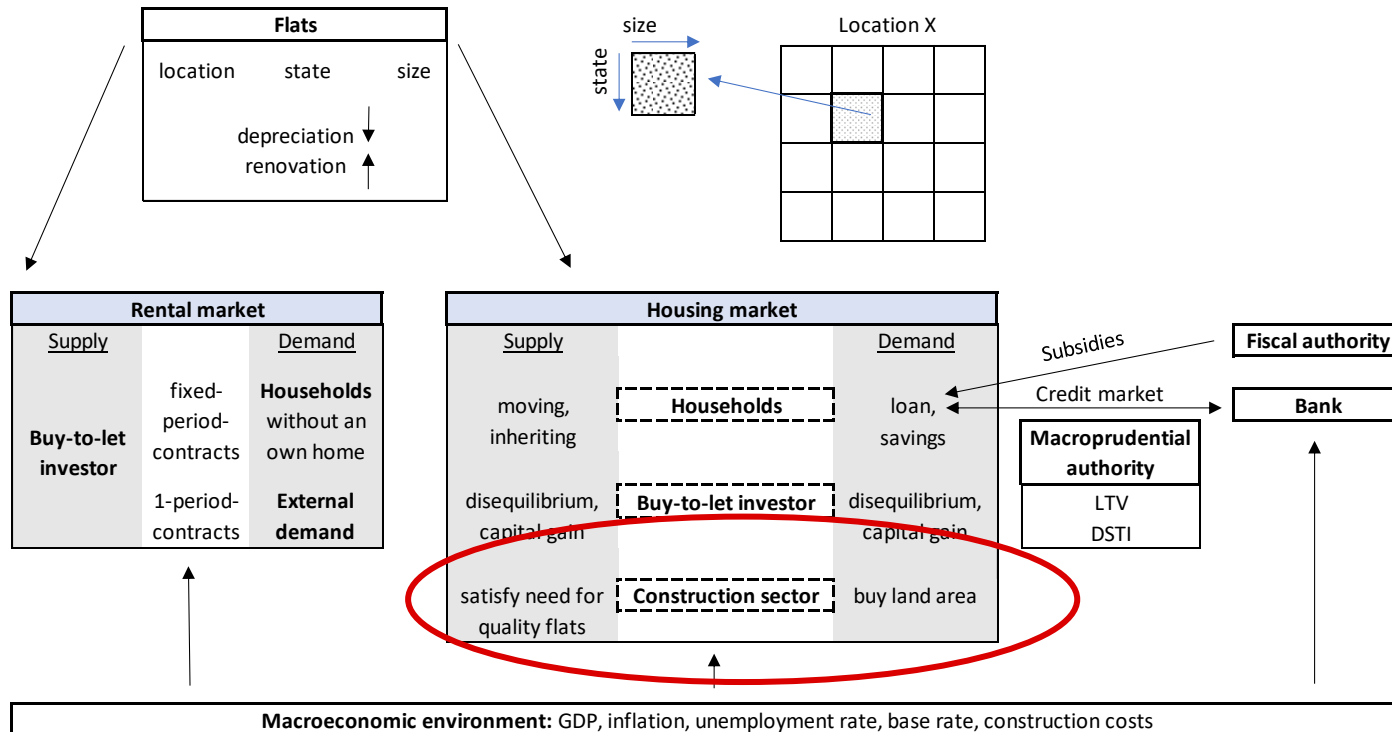 Flats
location state size
depreciation
renovation
size
state
Location X
Rental market
Supply
Demand
Buy-to-let
investor
fixed-
period-
contracts
1-period-
contracts
Households
without an
own home
External
demand
Housing market
Supply
Demand
moving,
inheriting
Households
loan,
savings
disequilibrium,
capital gain
Buy-to-let investor
disequilibrium,
capital gain
satisfy need for
quality flats
Construction sector
buy land area
Subsidies
Fiscal authority
Credit market
Bank
Macroprudential
authority
LTV
DSTI
Macroeconomic environment: GDP, inflation, unemployment rate, base rate, construction costs